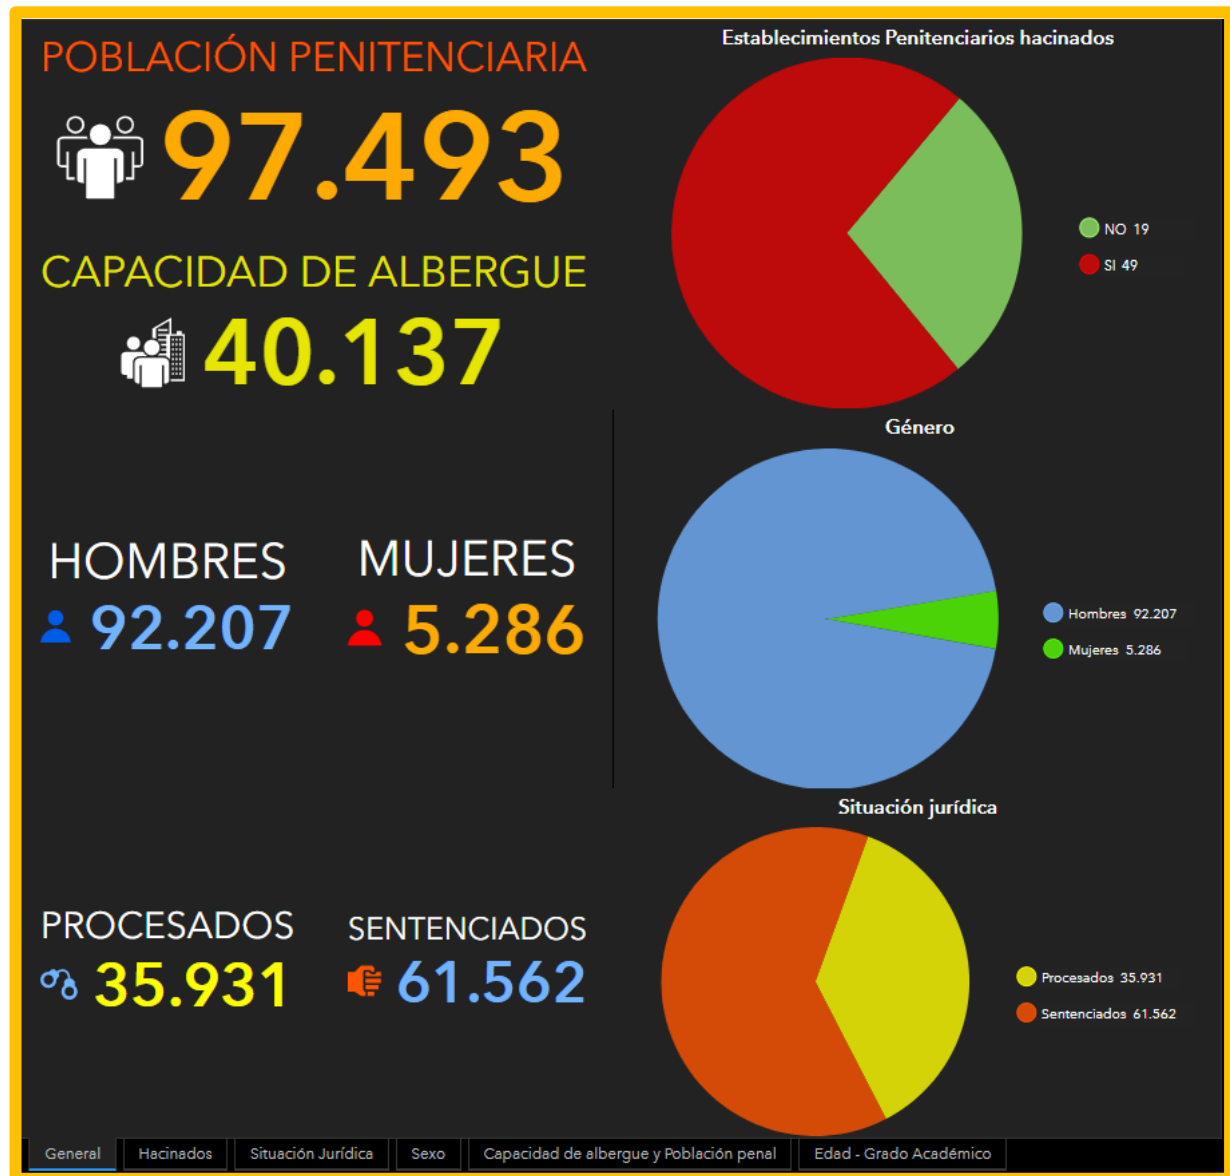 POBLACIÓN PENITENCIARIA
97.493
CAPACIDAD DE ALBERGUE
40.137
HOMBRES
92.207
MUJERES
5.286
PROCESADOS
35.931
SENTENCIADOS
61.562
Establecimientos Penitenciarios hacinados
NO 19
SI 49
Género
Hombres 92.207
Mujeres 5.286
Situación jurídica
Procesados 35.931
Sentenciados 61.562
General
Hacinados
Situación Jurídica
Sexo
Capacidad de albergue y Población penal
Edad - Grado Académico